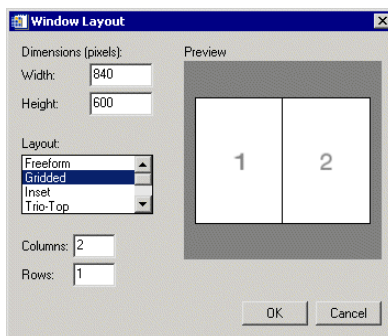 Window Layout
Dimensions (pixels):
Width: 840
Height: 600
Layout:
Freeform
Gridded
Inset
Trio-Top
Columns: 2
Rows: 1
Preview
1 2
OK Cancel